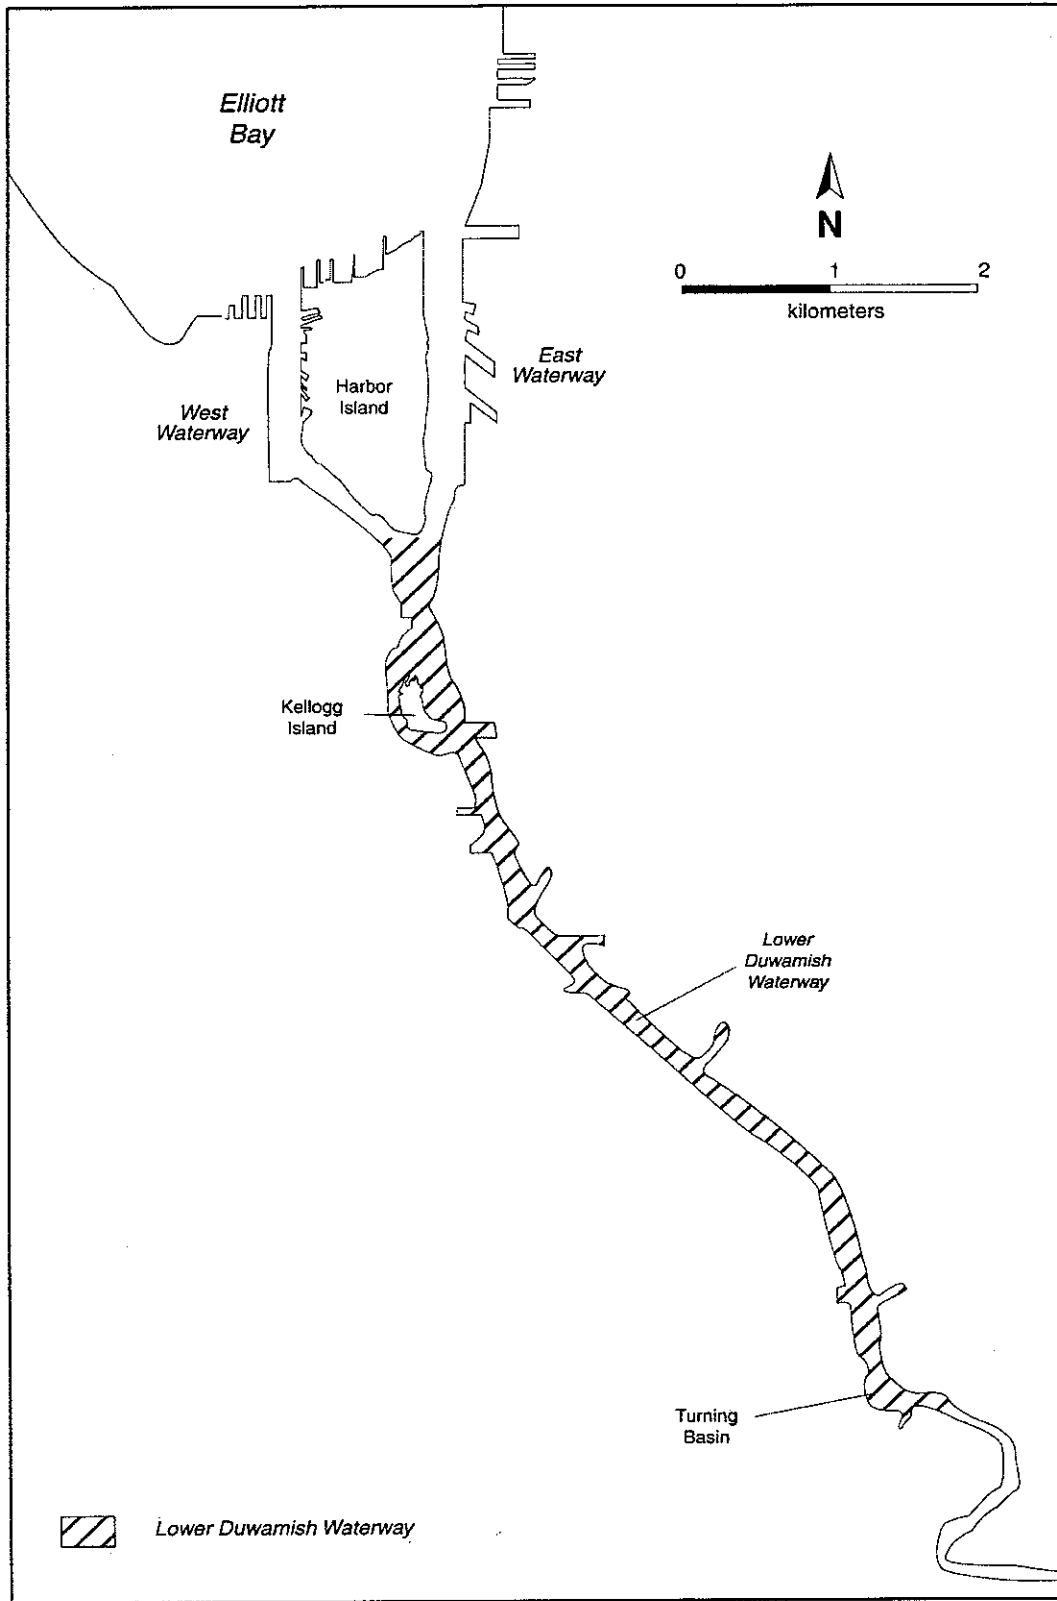 Elliott
Bay
N
0 1 2
kilometers
East
Waterway
Harbor
Island
West
Waterway
Kellogg
Island
Lower
Duwamish
Waterway
Turning
Basin
Lower Duwamish Waterway